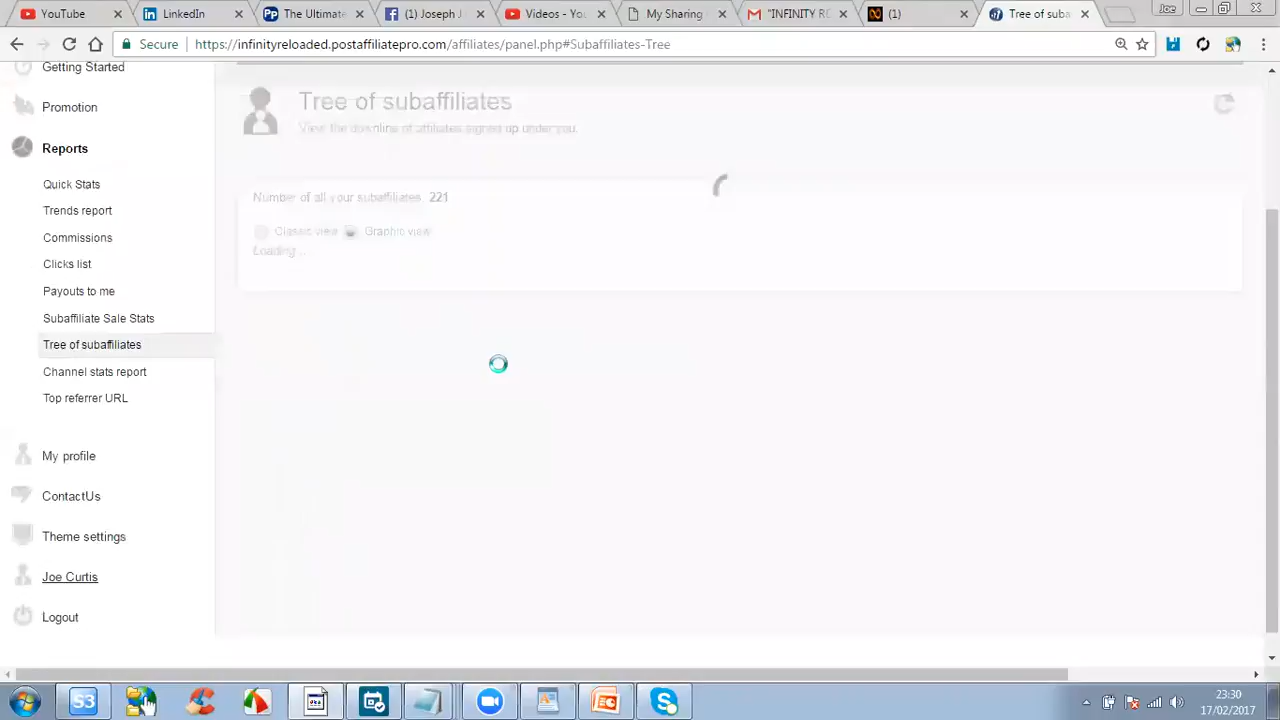 YouTube
LinkedIn
The Ultimate
(1) Joseph J
Videos - You
My Sharing
"INFINITY RE
(1)
Tree of suba
Joe
Secure
https://infinityreloaded.postaffiliatepro.com/affiliates/panel.php#Subaffiliates-Tree
Getting Started
Promotion
Reports
Quick Stats
Trends report
Commissions
Clicks list
Payouts to me
Subaffiliate Sale Stats
Tree of subaffiliates
Channel stats report
Top referrer URL
My profile
ContactUs
Theme settings
Joe Curtis
Logout
Tree of subaffiliates
View the downline of affiliates signed up under you.
Number of all your subaffiliates 221
Classic view Graphic view
Loading ...
23:30
17/02/2017